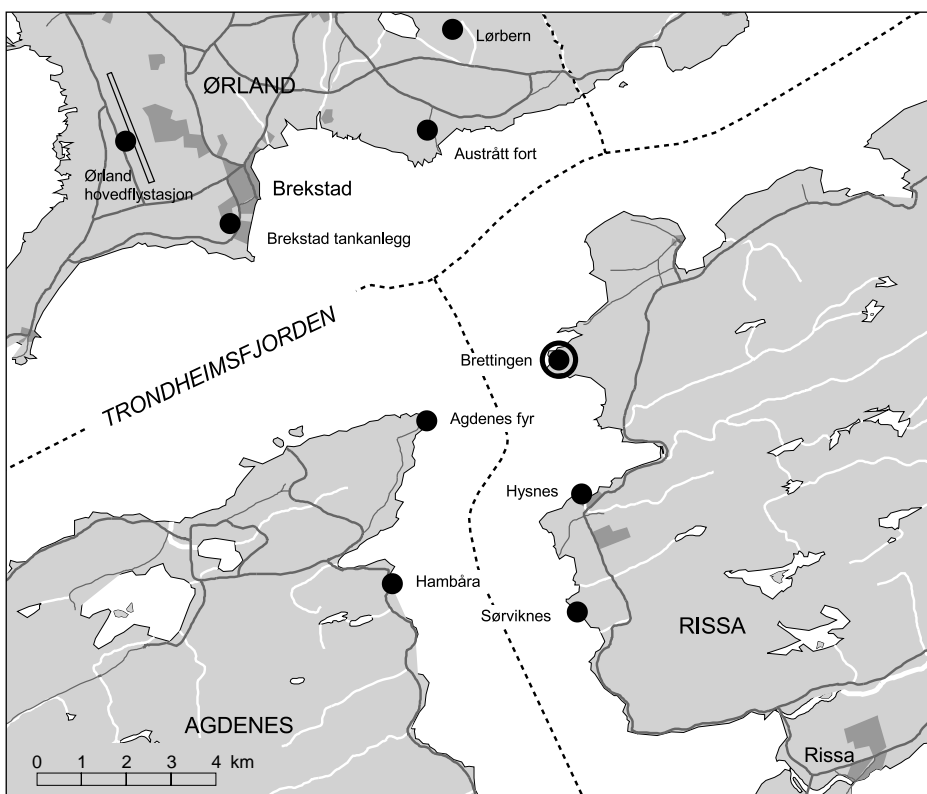 Lørbern
ØRLAND
Austrått fort
Ørland
hovedflystasjon
Brekstad
Brekstad tankanlegg
TRONDHEIMSFJORDEN
Brettingen
Agdenes fyr
Hysnes
Hambåra
Sørviknes
RISSA
AGDENES
Rissa
0 1 2 3 4 km